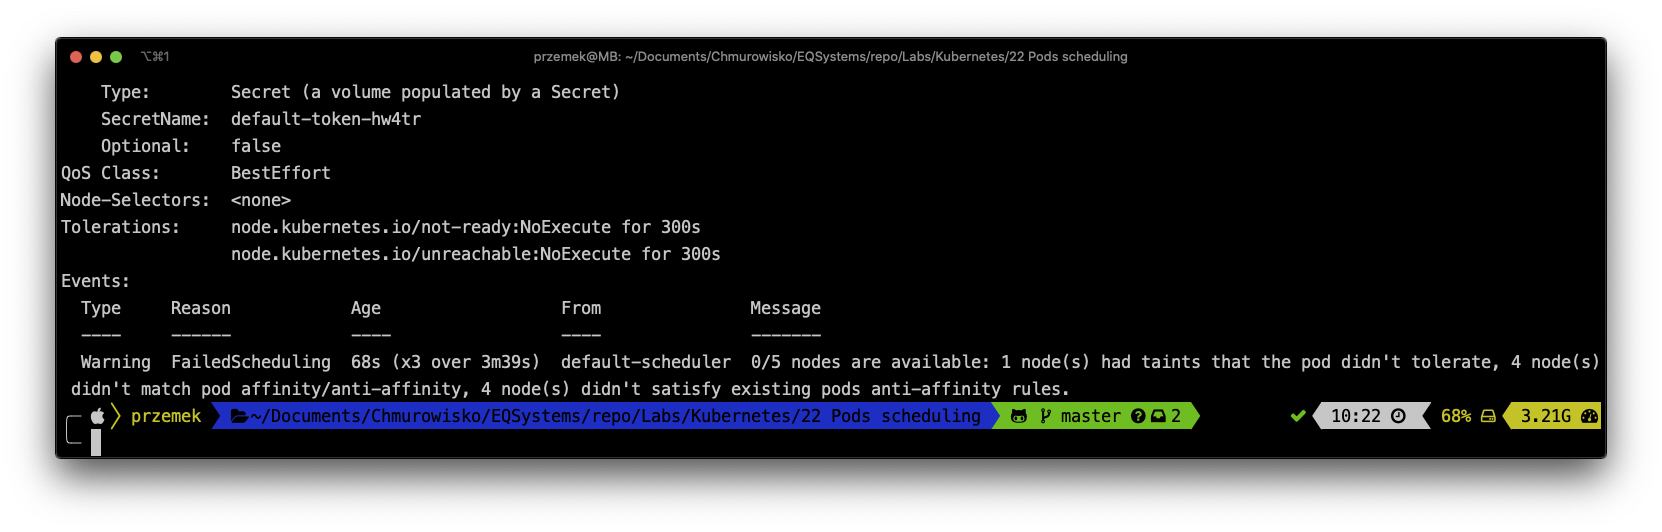 ⌥⌘1 przemek@MB: ~/Documents/Chmurowisko/EQSystems/repo/Labs/Kubernetes/22 Pods scheduling
Type: Secret (a volume populated by a Secret)
SecretName: default-token-hw4tr
Optional: false
QoS Class: BestEffort
Node-Selectors: <none>
Tolerations: node.kubernetes.io/not-ready:NoExecute for 300s
node.kubernetes.io/unreachable:NoExecute for 300s
Events:
Type Reason Age From Message
---- ------ ---- ---- -------
Warning FailedScheduling 68s (x3 over 3m39s) default-scheduler 0/5 nodes are available: 1 node(s) had taints that the pod didn't tolerate, 4 node(s)
didn't match pod affinity/anti-affinity, 4 node(s) didn't satisfy existing pods anti-affinity rules.
przemek ~/Documents/Chmurowisko/EQSystems/repo/Labs/Kubernetes/22 Pods scheduling master 2 10:22 68% 3.21G